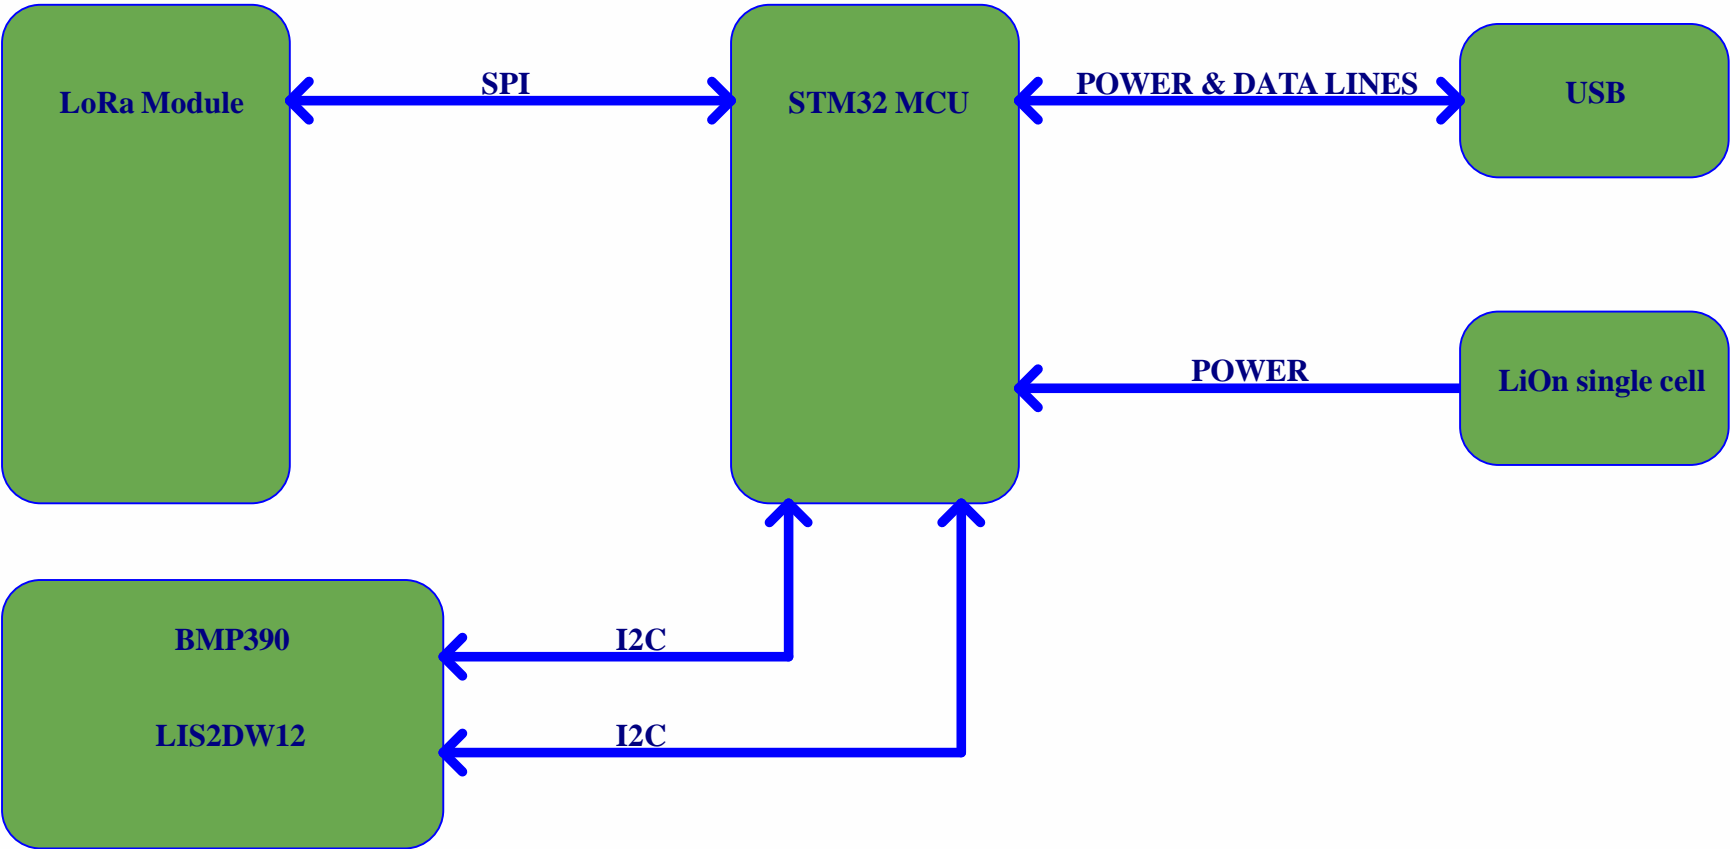 SPI
POWER & DATA LINES
LoRa Module
STM32 MCU
USB
POWER
LiOn single cell
BMP390
I2C
LIS2DW12
I2C